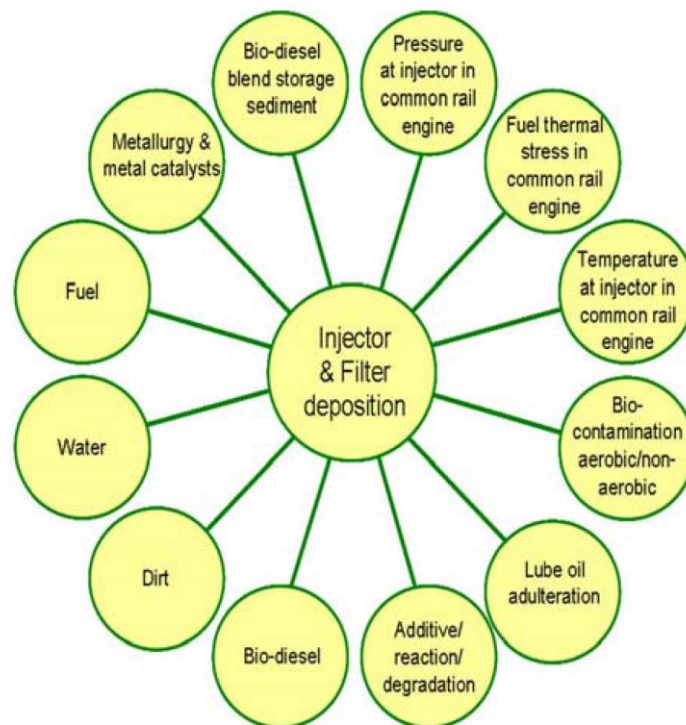 Bio-diesel
blend storage
sediment
Pressure
at injector in
common rail
engine
Fuel thermal
stress in
common rail
engine
Temperature
at injector in
common rail
engine
Bio-
contamination
aerobic/non-
aerobic
Lube oil
adulteration
Additive/
reaction/
degradation
Bio-diesel
Dirt
Water
Fuel
Metallurgy &
metal catalysts
Injector
& Filter
deposition